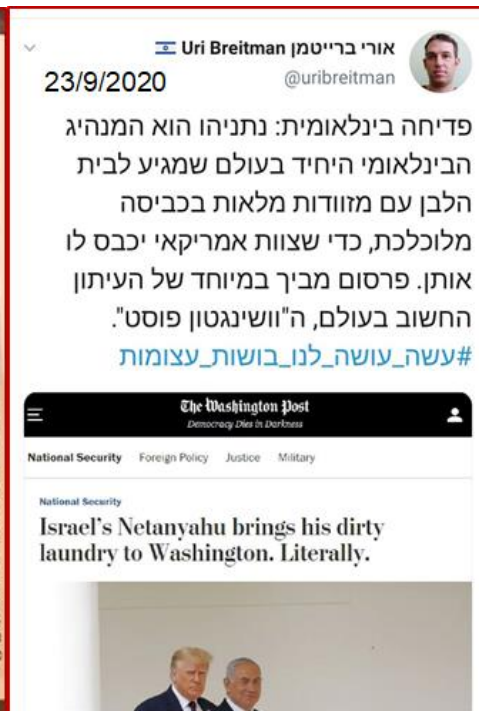 אורי ברייטמן Uri Breitman
@uribreitman
23/9/2020
פדיחה בינלאומית: נתניהו הוא המנהיג
הבינלאומי היחיד בעולם שמגיע לבית
הלבן עם מזוודות מלאות בכביסה
מלוכלכת, כדי שצוות אמריקאי יכבס לו
אותן. פרסום מביך במיוחד של העיתון
החשוב בעולם, ה"וושינגטון פוסט".
#עשה_עושה_לנו_בושות_עצומות
The Washington Post
Democracy Dies in Darkness
National Security Foreign Policy Justice Military
National Security
Israel's Netanyahu brings his dirty
laundry to Washington. Literally.